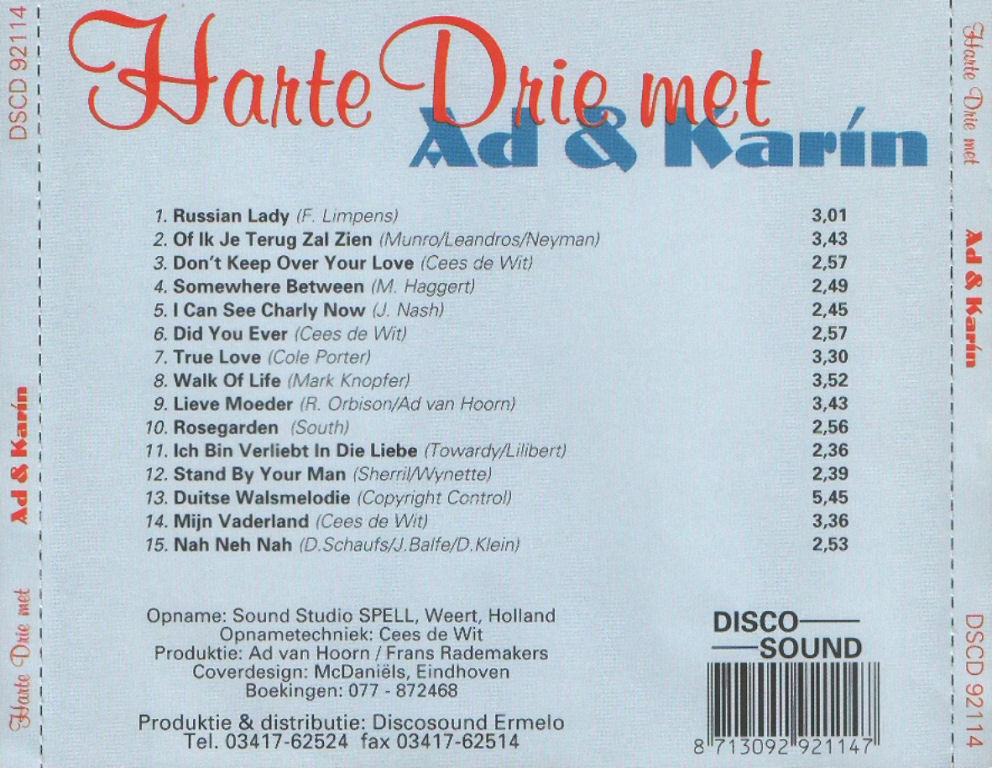 Harte Drie met
Ad & Karín
1. Russian Lady (F. Limpens) 3,01
2. Of Ik Je Terug Zal Zien (Munro/Leandros/Neyman) 3,43
3. Don't Keep Over Your Love (Cees de Wit) 2,57
4. Somewhere Between (M. Haggert) 2,49
5. I Can See Charly Now (J. Nash) 2,45
6. Did You Ever (Cees de Wit) 2,57
7. True Love (Cole Porter) 3,30
8. Walk Of Life (Mark Knopfer) 3,52
9. Lieve Moeder (R. Orbison/Ad van Hoorn) 3,43
10. Rosegarden (South) 2,56
11. Ich Bin Verliebt In Die Liebe (Towardy/Lilibert) 2,36
12. Stand By Your Man (Sherril/Wynette) 2,39
13. Duitse Walsmelodie (Copyright Control) 5,45
14. Mijn Vaderland (Cees de Wit) 3,36
15. Nah Neh Nah (D.Schaufs/J.Balfe/D.Klein) 2,53
Opname: Sound Studio SPELL, Weert, Holland
Opnametechniek: Cees de Wit
Produktie: Ad van Hoorn / Frans Rademakers
Coverdesign: McDaniëls, Eindhoven
Boekingen: 077 - 872468
Produktie & distributie: Discosound Ermelo
Tel. 03417-62524 fax 03417-62514
DISCO
SOUND
8 713092 921147
Harte Drie met Ad & Karín DSCD 92114
Harte Drie met Ad & Karín DSCD 92114